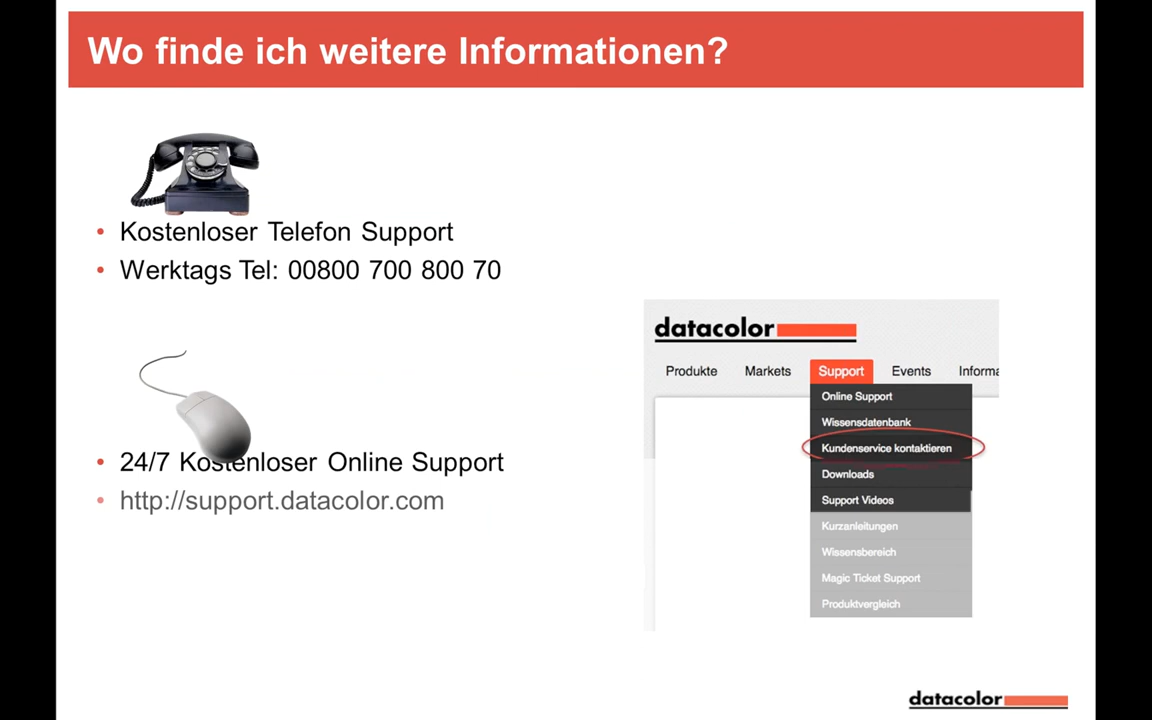 Wo finde ich weitere Informationen?
Kostenloser Telefon Support
Werktags Tel: 00800 700 800 70
24/7 Kostenloser Online Support
http://support.datacolor.com
datacolor
Produkte Markets Support Events Informa
Online Support
Wissensdatenbank
Kundenservice kontaktieren
Downloads
Support Videos
Kurzanleitungen
Wissensbereich
Magic Ticket Support
Produktvergleich
datacolor